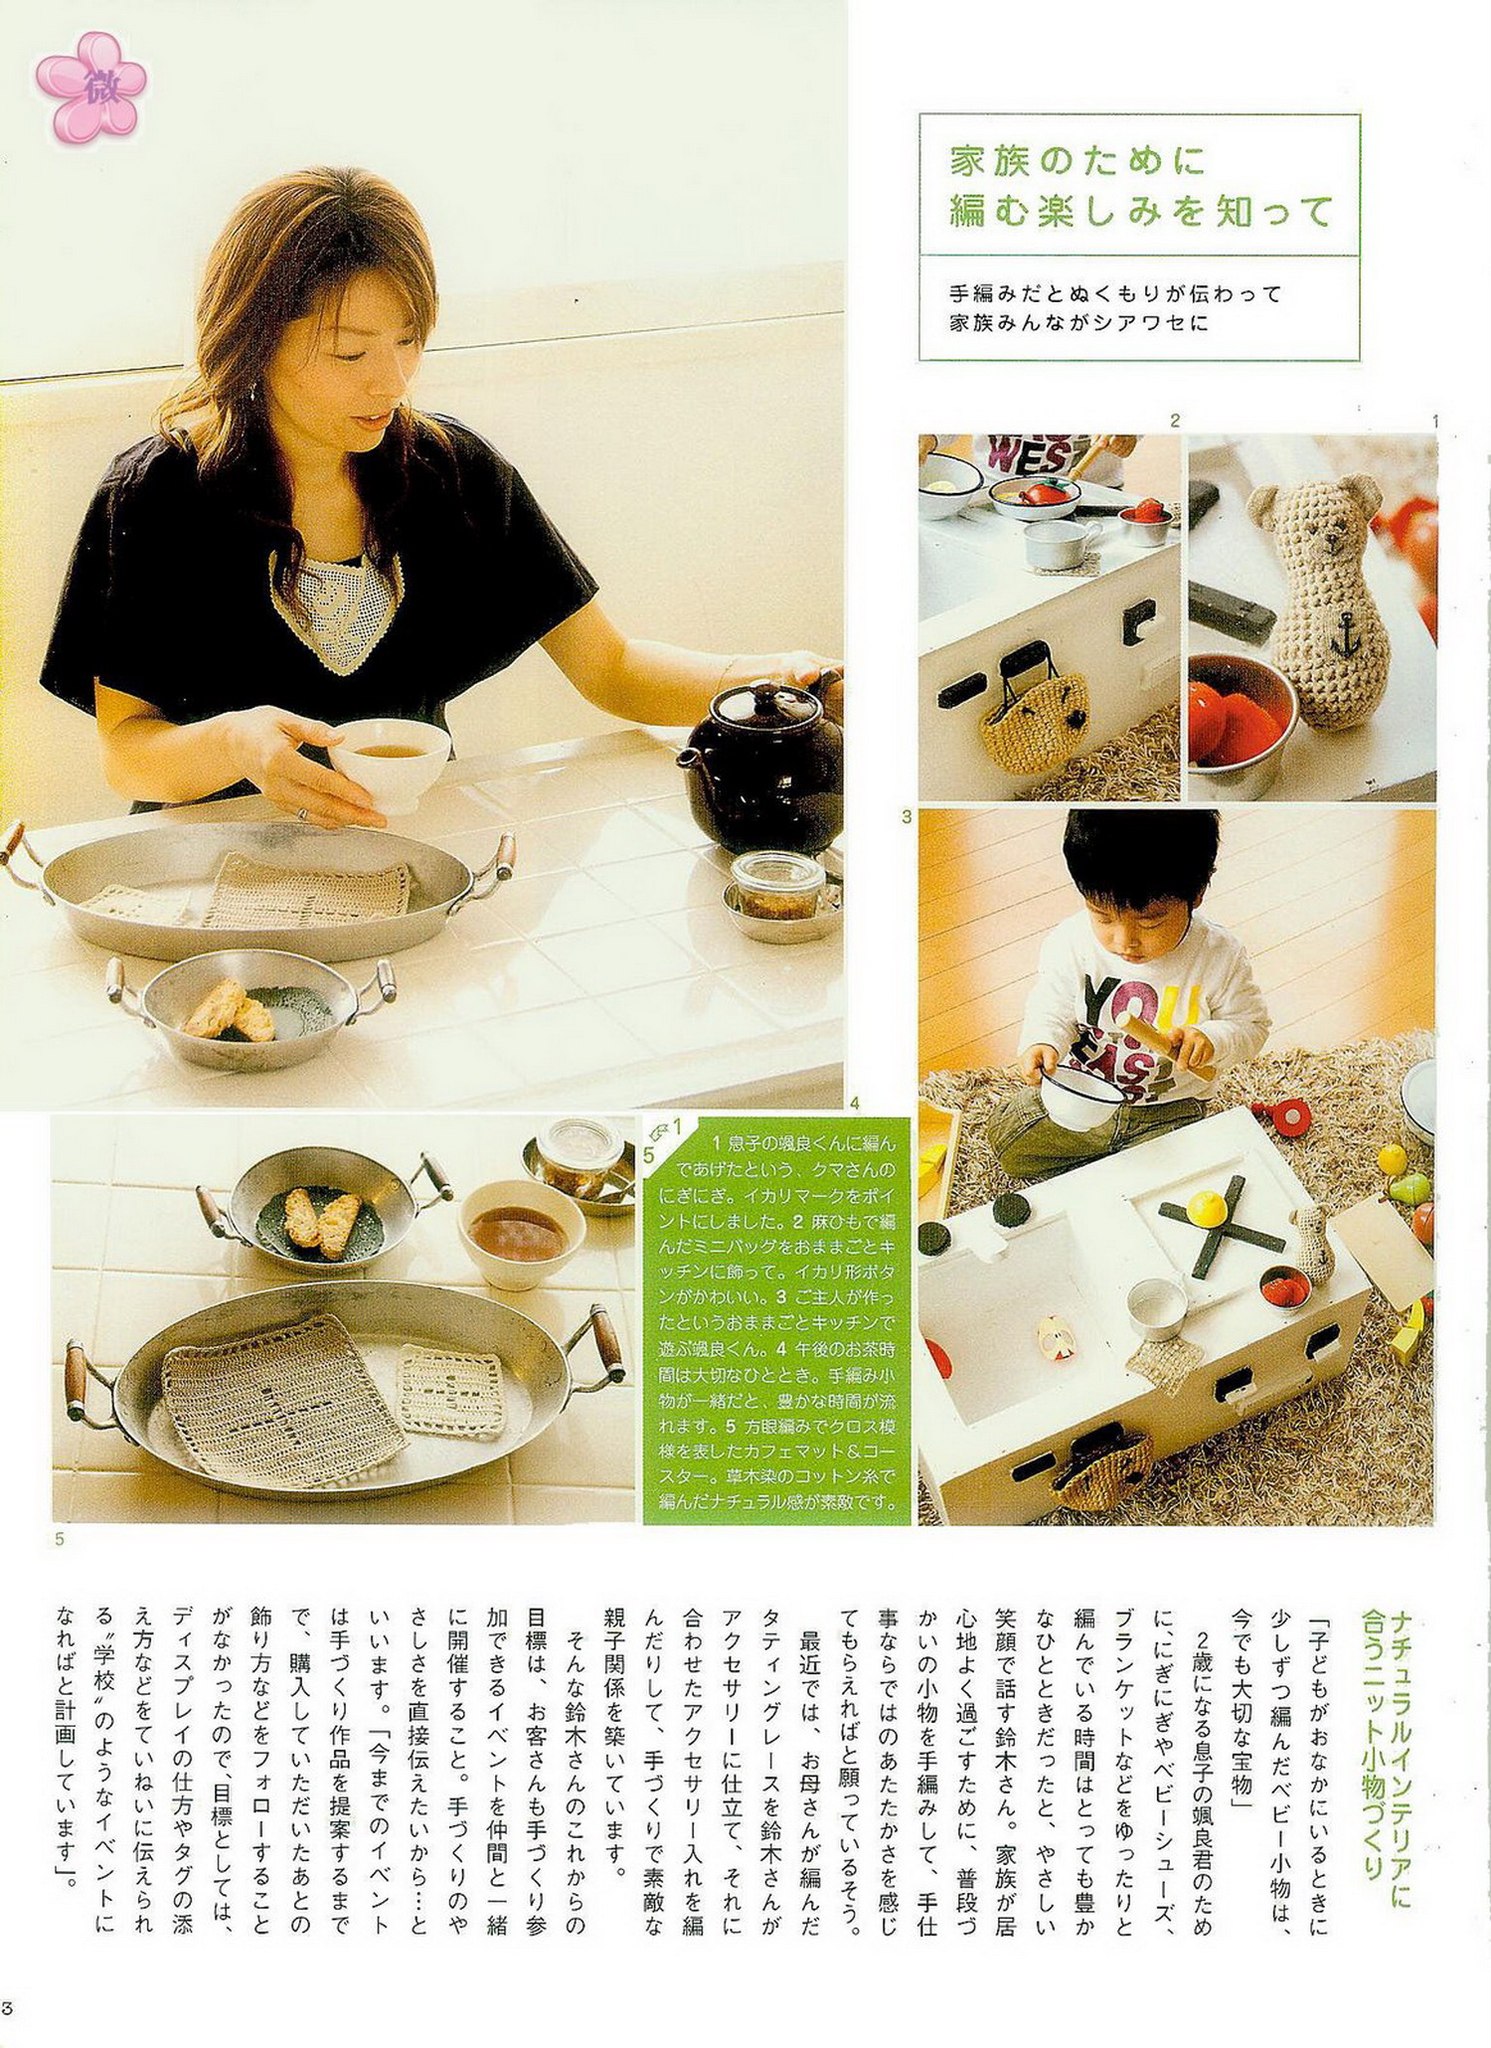 微
家族のために
編む楽しみを知って
手編みだとぬくもりが伝わって
家族みんながシアワセに
2
1
WES
3
YOU
4
5
1
5
1 息子の颯良くんに編ん
であげたという、クマさんの
にぎにぎ。イカリマークをポイ
ントにしました。2 麻ひもで編
んだミニバッグをおままごとキ
ッチンに飾って。イカリ形ボタ
ンがかわいい。3 ご主人が作っ
たというおままごとキッチンで
遊ぶ颯良くん。4 午後のお茶時
間は大切なひととき。手編み小
物が一緒だと、豊かな時間が流
れます。5 方眼編みでクロス模
様を表したカフェマット＆コー
スター。草木染のコットン糸で
編んだナチュラル感が素敵です。
ナチュラルインテリアに
合うニット小物づくり
「子どもがおなかにいるときに
少しずつ編んだベビー小物は、
今でも大切な宝物」
2歳になる息子の颯良君のため
に、にぎにぎやベビーシューズ、
ブランケットなどをゆったりと
編んでいる時間はとっても豊か
なひとときだったと、やさしい
笑顔で話す鈴木さん。家族が居
心地よく過ごすために、普段づ
かいの小物を手編みして、手仕
事ならではのあたたかさを感じ
てもらえればと願っているそう。
最近では、お母さんが編んだ
タティングレースを鈴木さんが
アクセサリーに仕立て、それに
合わせたアクセサリー入れを編
んだりして、手づくりで素敵な
親子関係を築いています。
そんな鈴木さんのこれからの
目標は、お客さんも手づくり参
加できるイベントを仲間と一緒
に開催すること。手づくりのや
さしさを直接伝えたいから…と
いいます。「今までのイベント
は手づくり作品を提案するまで
で、購入していただいたあとの
飾り方などをフォローすること
がなかったので、目標としては、
ディスプレイの仕方やタグの添
え方などをていねいに伝えられ
る“学校”のようなイベントに
なればと計画しています」。
3